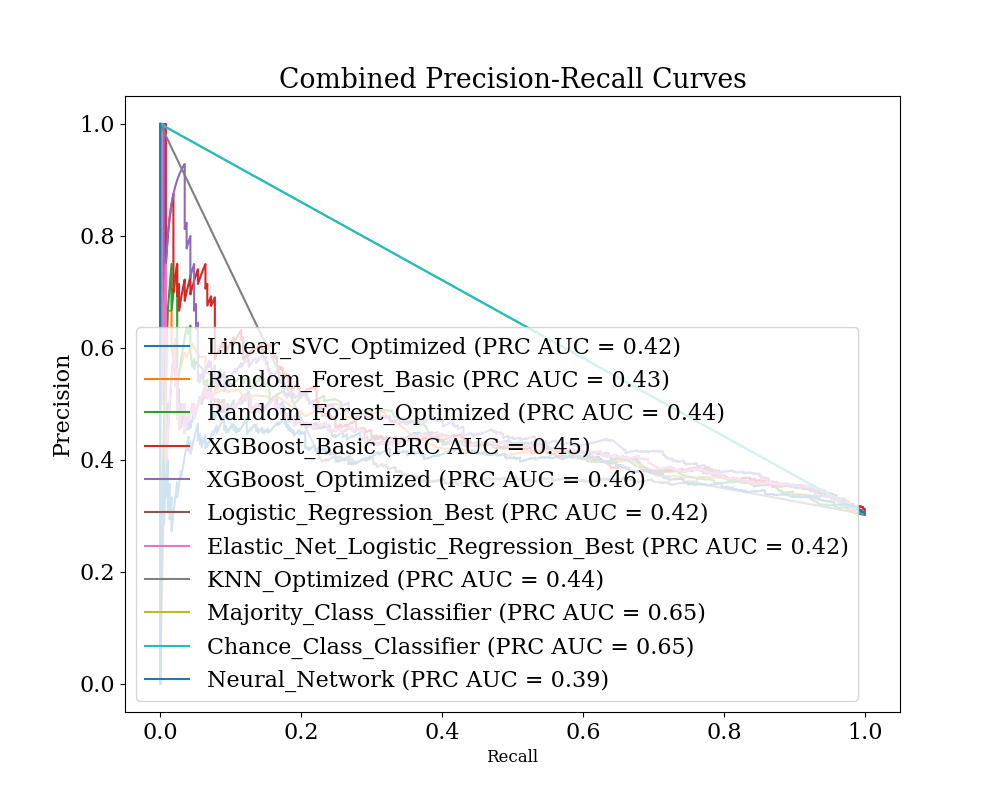 Combined Precision-Recall Curves
Precision
1.0
0.8
0.6
0.4
0.2
0.0
Linear_SVC_Optimized (PRC AUC = 0.42)
Random_Forest_Basic (PRC AUC = 0.43)
Random_Forest_Optimized (PRC AUC = 0.44)
XGBoost_Basic (PRC AUC = 0.45)
XGBoost_Optimized (PRC AUC = 0.46)
Logistic_Regression_Best (PRC AUC = 0.42)
Elastic_Net_Logistic_Regression_Best (PRC AUC = 0.42)
KNN_Optimized (PRC AUC = 0.44)
Majority_Class_Classifier (PRC AUC = 0.65)
Chance_Class_Classifier (PRC AUC = 0.65)
Neural_Network (PRC AUC = 0.39)
0.0 0.2 0.4 0.6 0.8 1.0
Recall